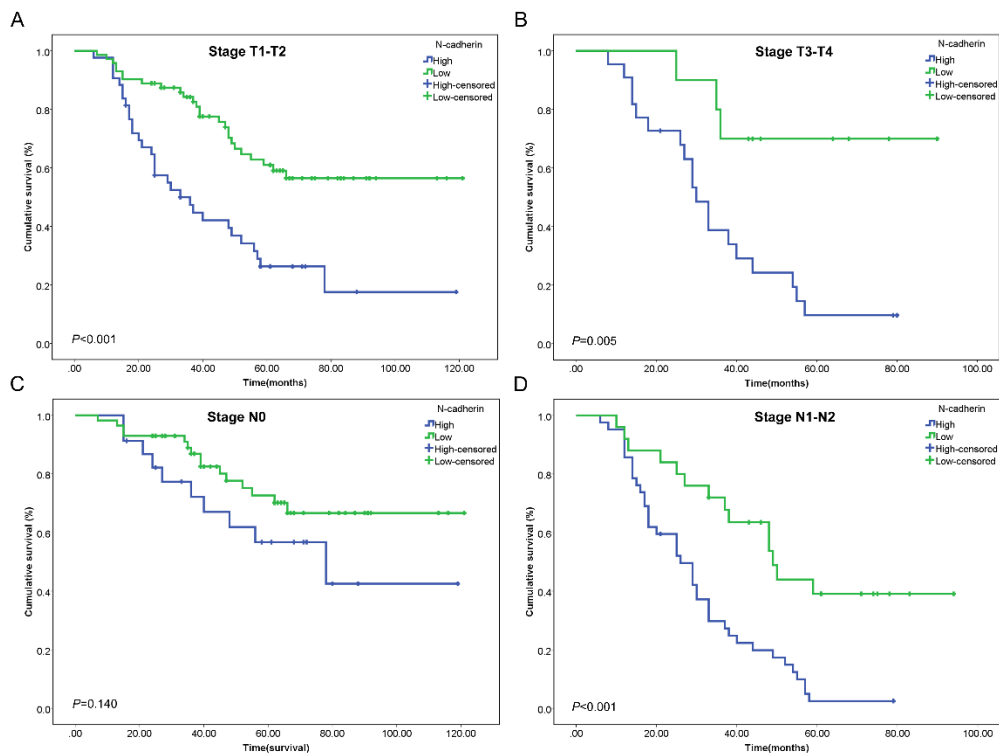 A
Stage T1-T2
N-cadherin
High
Low
High-censored
Low-censored
Cumulative survival (%)
1.0
0.8
0.6
0.4
0.2
0.0
P<0.001
.00 20.00 40.00 60.00 80.00 100.00 120.00
Time(months)
B
Stage T3-T4
N-cadherin
High
Low
High-censored
Low-censored
Cumulative survival (%)
1.0
0.8
0.6
0.4
0.2
0.0
P=0.005
.00 20.00 40.00 60.00 80.00 100.00
Time(months)
C
Stage N0
N-cadherin
High
Low
High-censored
Low-censored
Cumulative survival (%)
1.0
0.8
0.6
0.4
0.2
0.0
P=0.140
.00 20.00 40.00 60.00 80.00 100.00 120.00
Time(survival)
D
Stage N1-N2
N-cadherin
High
Low
High-censored
Low-censored
Cumulative survival (%)
1.0
0.8
0.6
0.4
0.2
0.0
P<0.001
.00 20.00 40.00 60.00 80.00 100.00
Time(months)